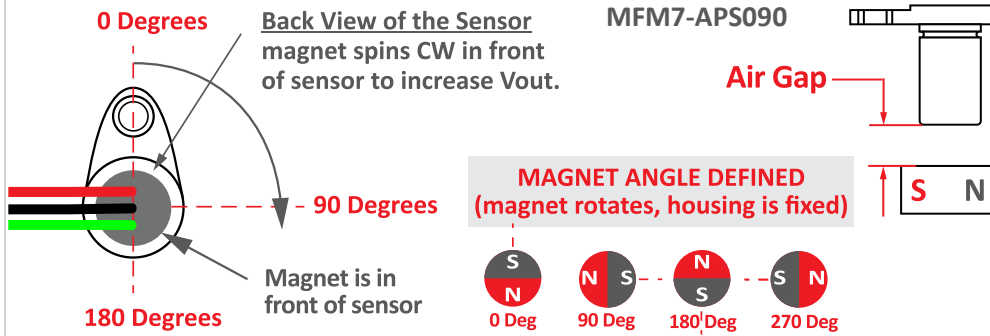 0 Degrees
Back View of the Sensor
magnet spins CW in front
of sensor to increase Vout.
MFM7-APS090
Air Gap
S N
90 Degrees
MAGNET ANGLE DEFINED
(magnet rotates, housing is fixed)
Magnet is in
front of sensor
180 Degrees
S
N
0 Deg
N S
90 Deg
N
S
180 Deg
S N
270 Deg